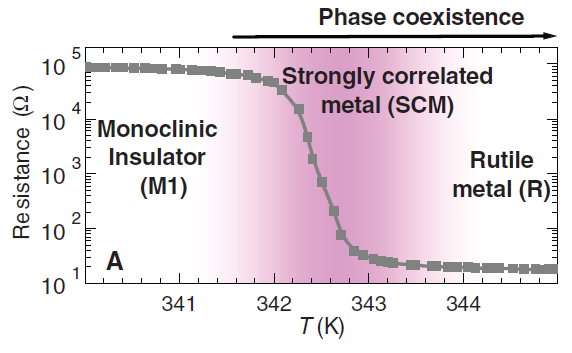 Phase coexistence
10 5
10 4
10 3
10 2
10 1
Resistance (Ω)
Strongly correlated
metal (SCM)
Monoclinic
Insulator
(M1)
Rutile
metal (R)
A
341
342
343
344
T (K)